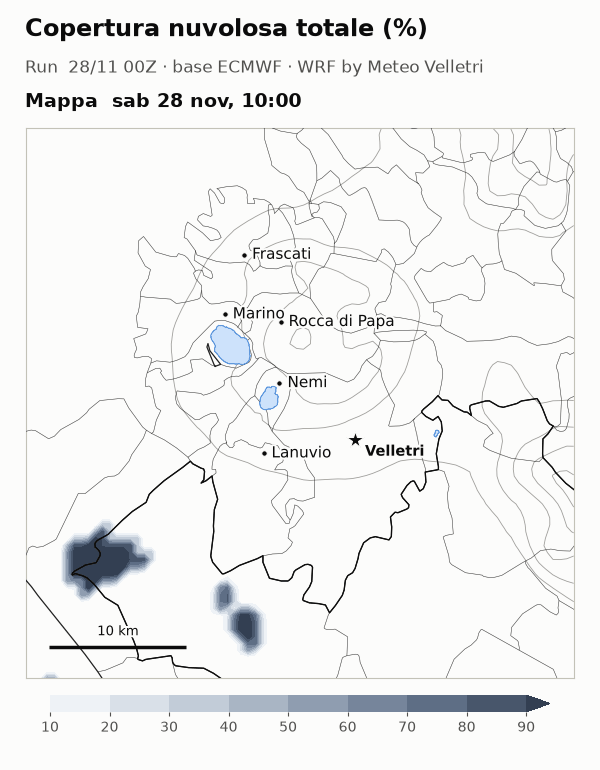 Copertura nuvolosa totale (%)
Run  28/11 00Z · base ECMWF · WRF by Meteo Velletri
Mappa  sab 28 nov, 10:00
Frascati
Marino
Rocca di Papa
Nemi
Velletri
Lanuvio
10 km
10 20 30 40 50 60 70 80 90